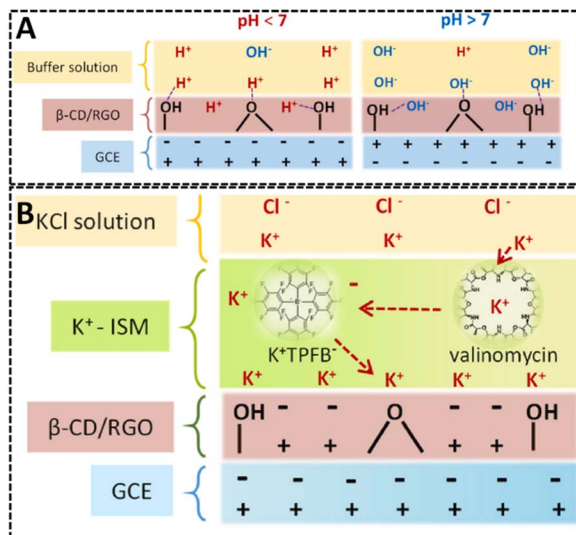 A
pH < 7
pH > 7
Buffer solution
H⁺ OH⁻ H⁺
H⁺ H⁺ H⁺
OH⁻ H⁺ OH⁻
OH⁻ OH⁻ OH⁻
β-CD/RGO
OH H⁺ O H⁺ OH
OH OH⁻ O OH⁻ OH
GCE
- - - - - - -
+ + + + + + +
+ + + + + + +
- - - - - - -
B
KCl solution
Cl⁻ Cl⁻ Cl⁻
K⁺ K⁺ K⁺
K⁺- ISM
K⁺ - K⁺
K⁺TPFB⁻ valinomycin
K⁺ K⁺ K⁺ K⁺ K⁺
β-CD/RGO
OH - - O - - OH
+ + + +
GCE
- - - - - - -
+ + + + + + +